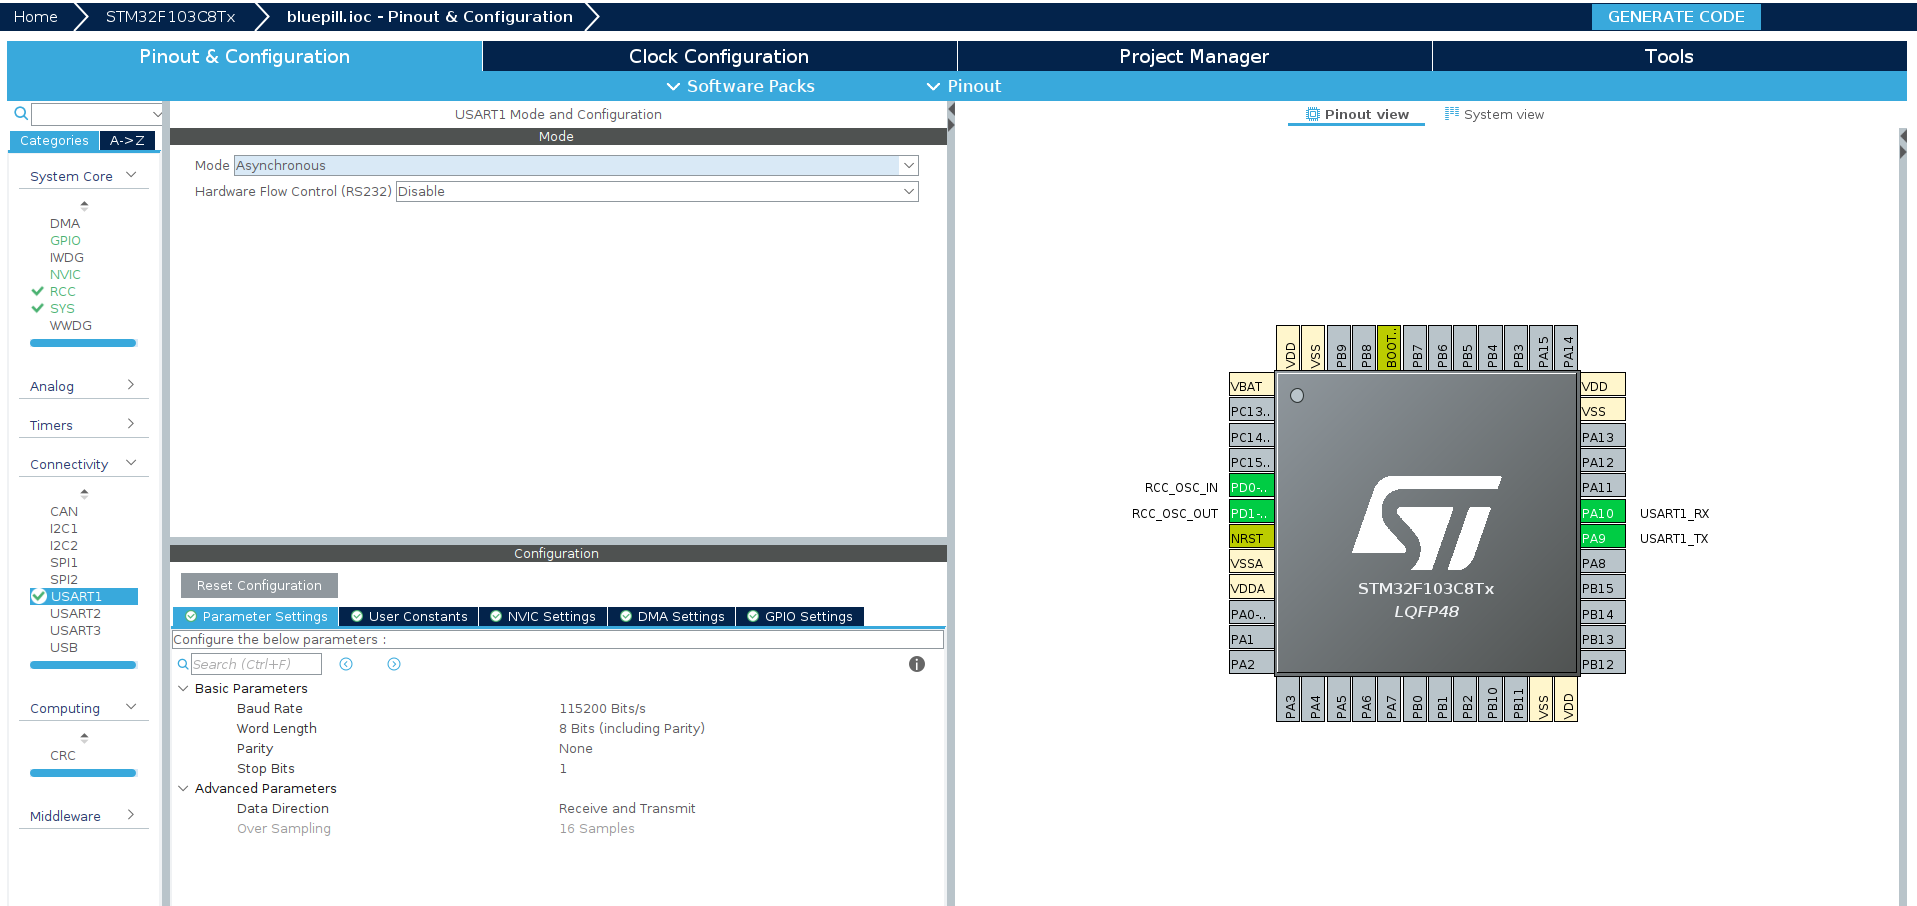 Home STM32F103C8Tx bluepill.ioc - Pinout & Configuration GENERATE CODE
Pinout & Configuration Clock Configuration Project Manager Tools
Software Packs Pinout
Categories A->Z
System Core
DMA
GPIO
IWDG
NVIC
RCC
SYS
WWDG
Analog
Timers
Connectivity
CAN
I2C1
I2C2
SPI1
SPI2
USART1
USART2
USART3
USB
Computing
CRC
Middleware
USART1 Mode and Configuration
Mode
Mode Asynchronous
Hardware Flow Control (RS232) Disable
Configuration
Reset Configuration
Parameter Settings User Constants NVIC Settings DMA Settings GPIO Settings
Configure the below parameters :
Search (Ctrl+F)
Basic Parameters
Baud Rate 115200 Bits/s
Word Length 8 Bits (including Parity)
Parity None
Stop Bits 1
Advanced Parameters
Data Direction Receive and Transmit
Over Sampling 16 Samples
Pinout view System view
VDD VSS PB9 PB8 BOOT.. PB7 PB6 PB5 PB4 PB3 PA15 PA14
VBAT VDD
PC13.. VSS
PC14.. PA13
PC15.. PA12
RCC_OSC_IN PD0-.. PA11
RCC_OSC_OUT PD1-.. PA10 USART1_RX
NRST PA9 USART1_TX
VSSA PA8
VDDA PB15
PA0-.. PB14
PA1 PB13
PA2 PB12
ST
STM32F103C8Tx
LQFP48
PA3 PA4 PA5 PA6 PA7 PB0 PB1 PB2 PB10 PB11 VSS VDD